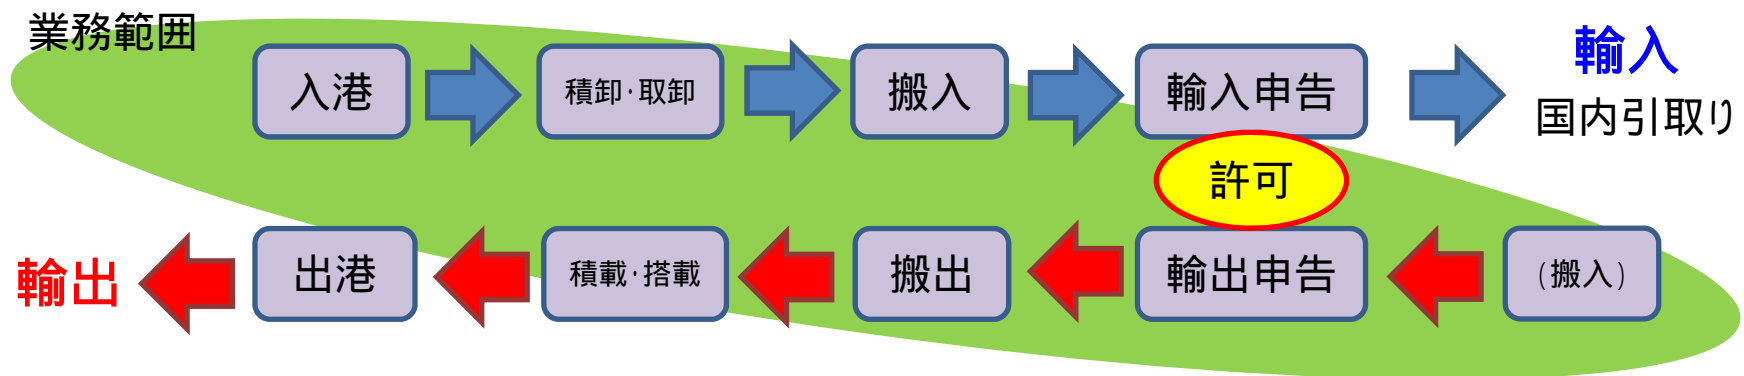 業務範囲
入港
積卸・取卸
搬入
輸入申告
輸入
国内引取り
許可
輸出
出港
積載・搭載
搬出
輸出申告
(搬入)